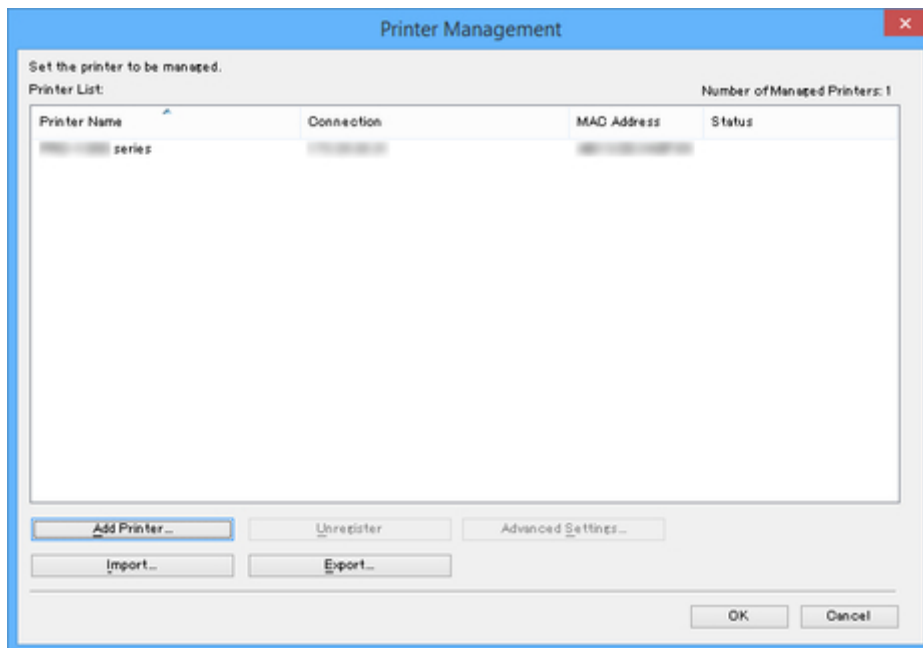 Printer Management
Set the printer to be managed.
Printer List:
Number of Managed Printers: 1
Printer Name Connection MAC Address Status
series
Add Printer... Unregister Advanced Settings...
Import... Export...
OK Cancel